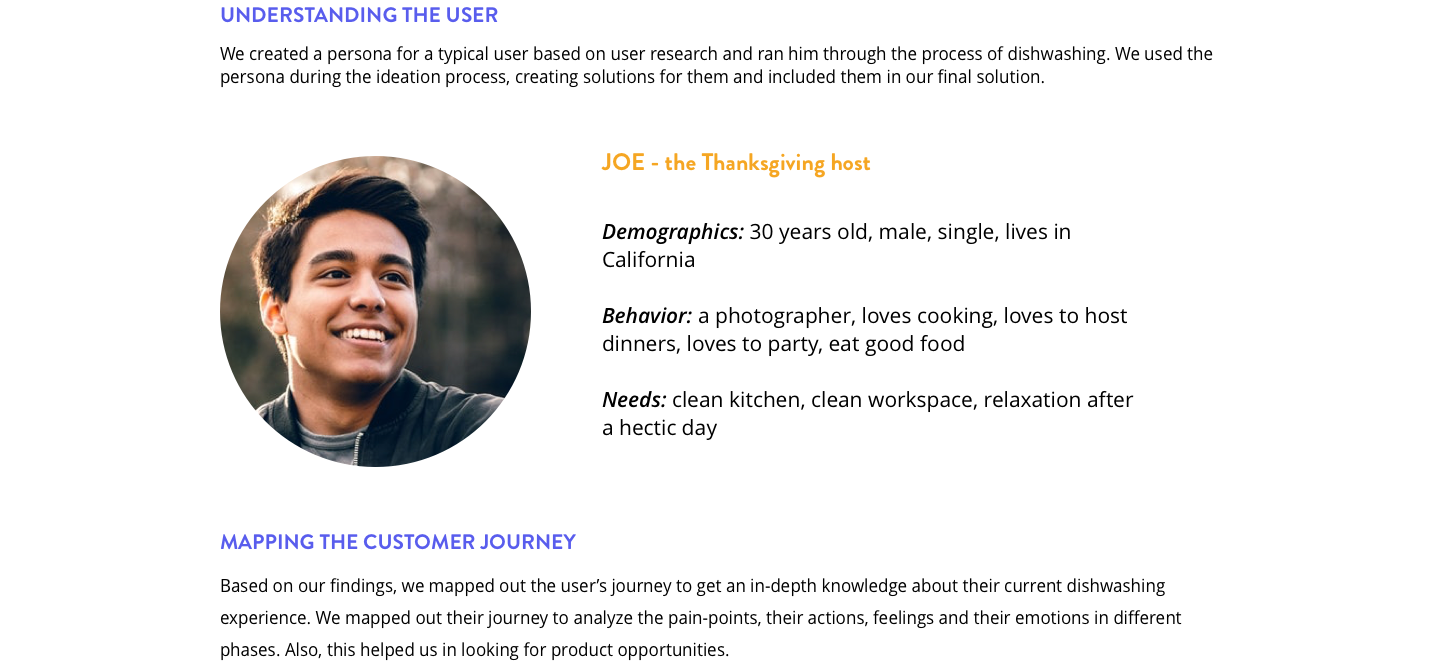 UNDERSTANDING THE USER
We created a persona for a typical user based on user research and ran him through the process of dishwashing. We used the
persona during the ideation process, creating solutions for them and included them in our final solution.
JOE - the Thanksgiving host
Demographics: 30 years old, male, single, lives in
California
Behavior: a photographer, loves cooking, loves to host
dinners, loves to party, eat good food
Needs: clean kitchen, clean workspace, relaxation after
a hectic day
MAPPING THE CUSTOMER JOURNEY
Based on our findings, we mapped out the user’s journey to get an in-depth knowledge about their current dishwashing
experience. We mapped out their journey to analyze the pain-points, their actions, feelings and their emotions in different
phases. Also, this helped us in looking for product opportunities.